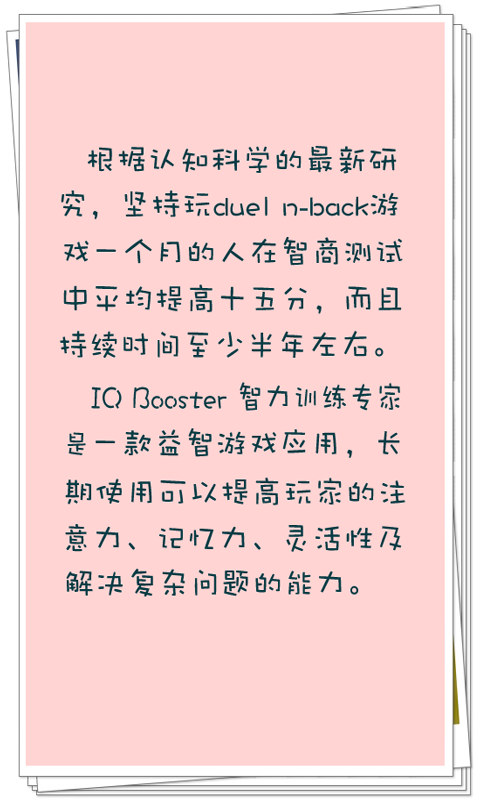 根据认知科学的最新研
究，坚持玩duel n-back游
戏一个月的人在智商测试
中平均提高十五分，而且
持续时间至少半年左右。
IQ Booster 智力训练专家
是一款益智游戏应用，长
期使用可以提高玩家的注
意力、记忆力、灵活性及
解决复杂问题的能力。